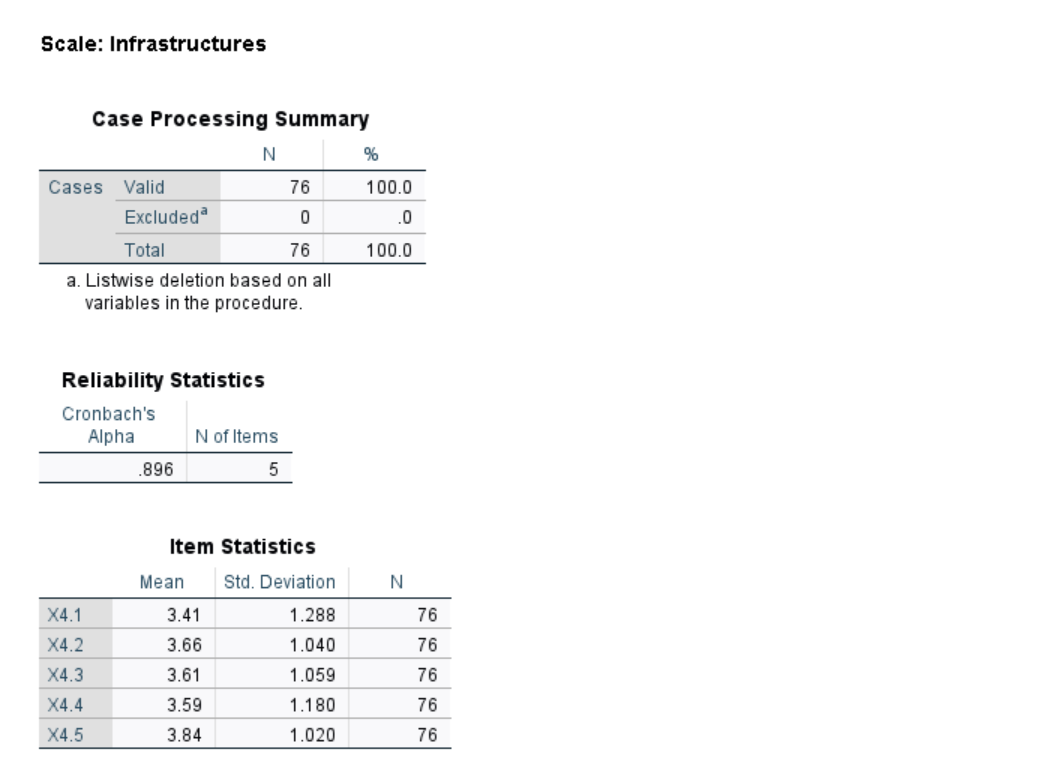 Scale: Infrastructures
Case Processing Summary
N %
Cases Valid 76 100.0
Excludedᵃ 0 .0
Total 76 100.0
a. Listwise deletion based on all
variables in the procedure.
Reliability Statistics
Cronbach's
Alpha N of Items
.896 5
Item Statistics
Mean Std. Deviation N
X4.1 3.41 1.288 76
X4.2 3.66 1.040 76
X4.3 3.61 1.059 76
X4.4 3.59 1.180 76
X4.5 3.84 1.020 76